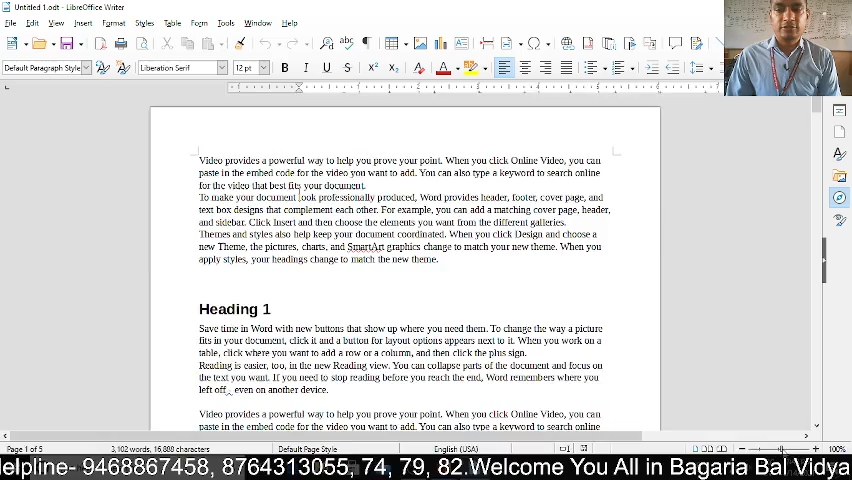 Untitled 1.odt - LibreOffice Writer
File Edit View Insert Format Styles Table Form Tools Window Help
Default Paragraph Style Liberation Serif 12 pt
Video provides a powerful way to help you prove your point. When you click Online Video, you can
paste in the embed code for the video you want to add. You can also type a keyword to search online
for the video that best fits your document.
To make your document look professionally produced, Word provides header, footer, cover page, and
text box designs that complement each other. For example, you can add a matching cover page, header,
and sidebar. Click Insert and then choose the elements you want from the different galleries.
Themes and styles also help keep your document coordinated. When you click Design and choose a
new Theme, the pictures, charts, and SmartArt graphics change to match your new theme. When you
apply styles, your headings change to match the new theme.
Heading 1
Save time in Word with new buttons that show up where you need them. To change the way a picture
fits in your document, click it and a button for layout options appears next to it. When you work on a
table, click where you want to add a row or a column, and then click the plus sign.
Reading is easier, too, in the new Reading view. You can collapse parts of the document and focus on
the text you want. If you need to stop reading before you reach the end, Word remembers where you
left off - even on another device.
Video provides a powerful way to help you prove your point. When you click Online Video, you can
paste in the embed code for the video you want to add. You can also type a keyword to search online
Page 1 of 5 3,102 words, 16,888 characters Default Page Style English (USA) 100%
Helpline- 9468867458, 8764313055, 74, 79, 82.Welcome You All in Bagaria Bal Vidya